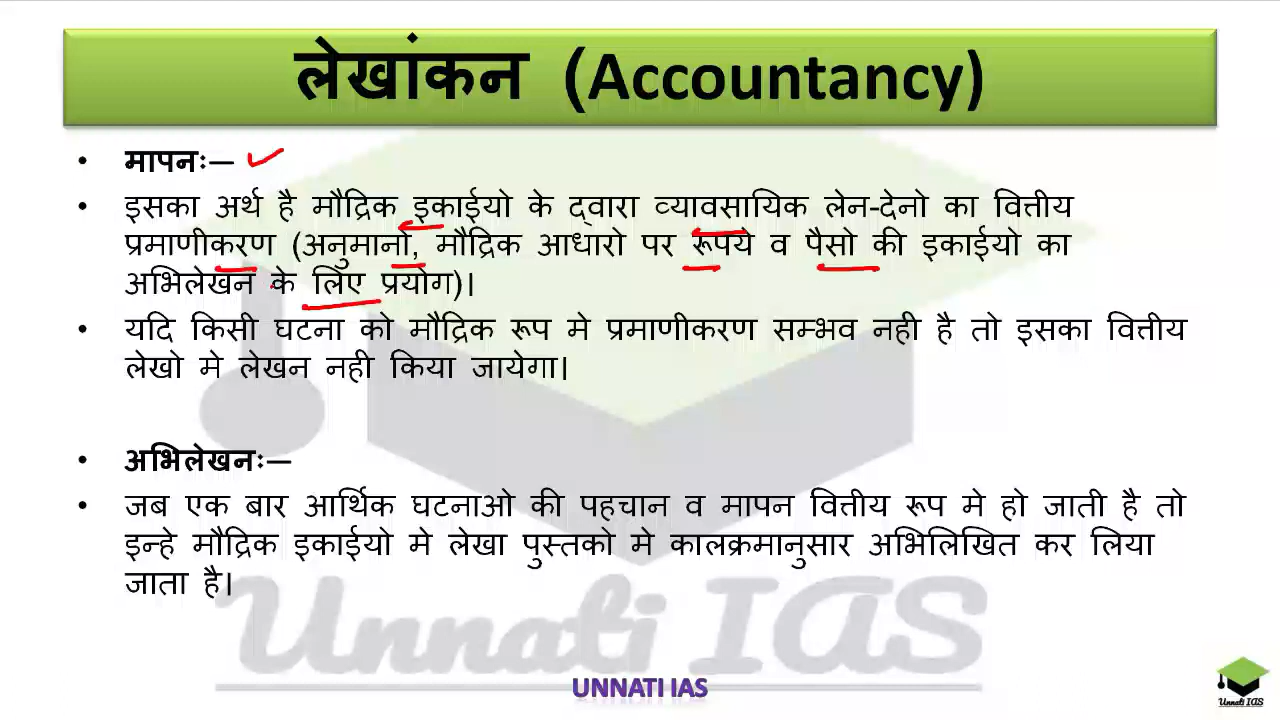 लेखांकन (Accountancy)
• मापनः—
• इसका अर्थ है मौद्रिक इकाईयो के द्वारा व्यावसायिक लेन-देनो का वित्तीय
प्रमाणीकरण (अनुमानो, मौद्रिक आधारो पर रूपये व पैसो की इकाईयो का
अभिलेखन के लिए प्रयोग)।
• यदि किसी घटना को मौद्रिक रूप मे प्रमाणीकरण सम्भव नही है तो इसका वित्तीय
लेखो मे लेखन नही किया जायेगा।
• अभिलेखनः—
• जब एक बार आर्थिक घटनाओ की पहचान व मापन वित्तीय रूप मे हो जाती है तो
इन्हे मौद्रिक इकाईयो मे लेखा पुस्तको मे कालक्रमानुसार अभिलिखित कर लिया
जाता है।
Unnati IAS
UNNATI IAS
Unnati IAS